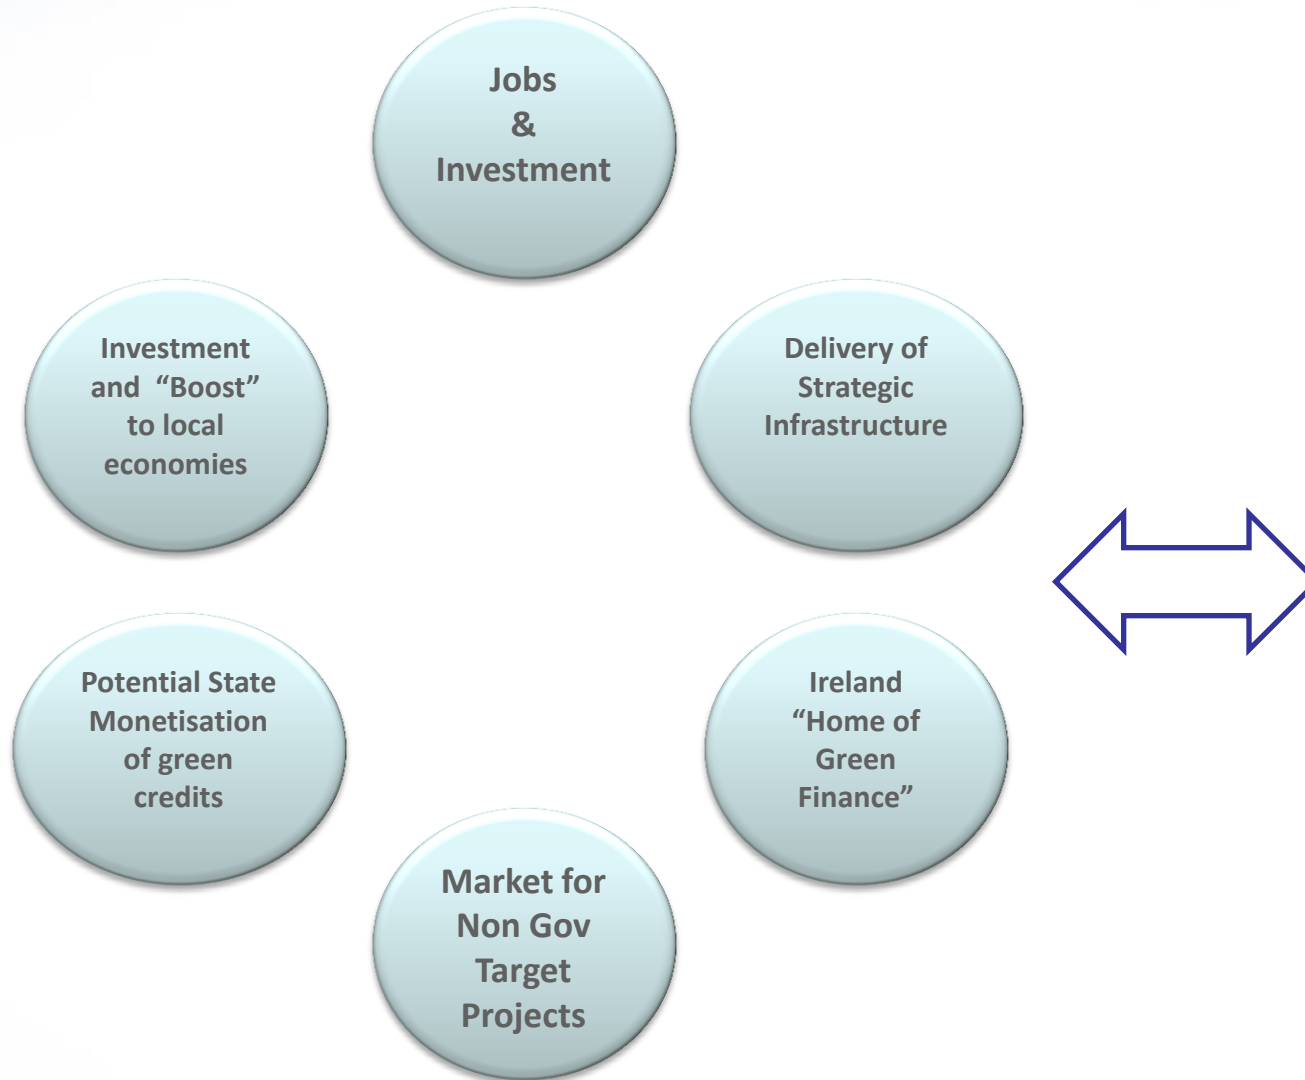 Jobs
&
Investment
Investment
and “Boost”
to local
economies
Delivery of
Strategic
Infrastructure
Potential State
Monetisation
of green
credits
Ireland
“Home of
Green
Finance”
Market for
Non Gov
Target
Projects